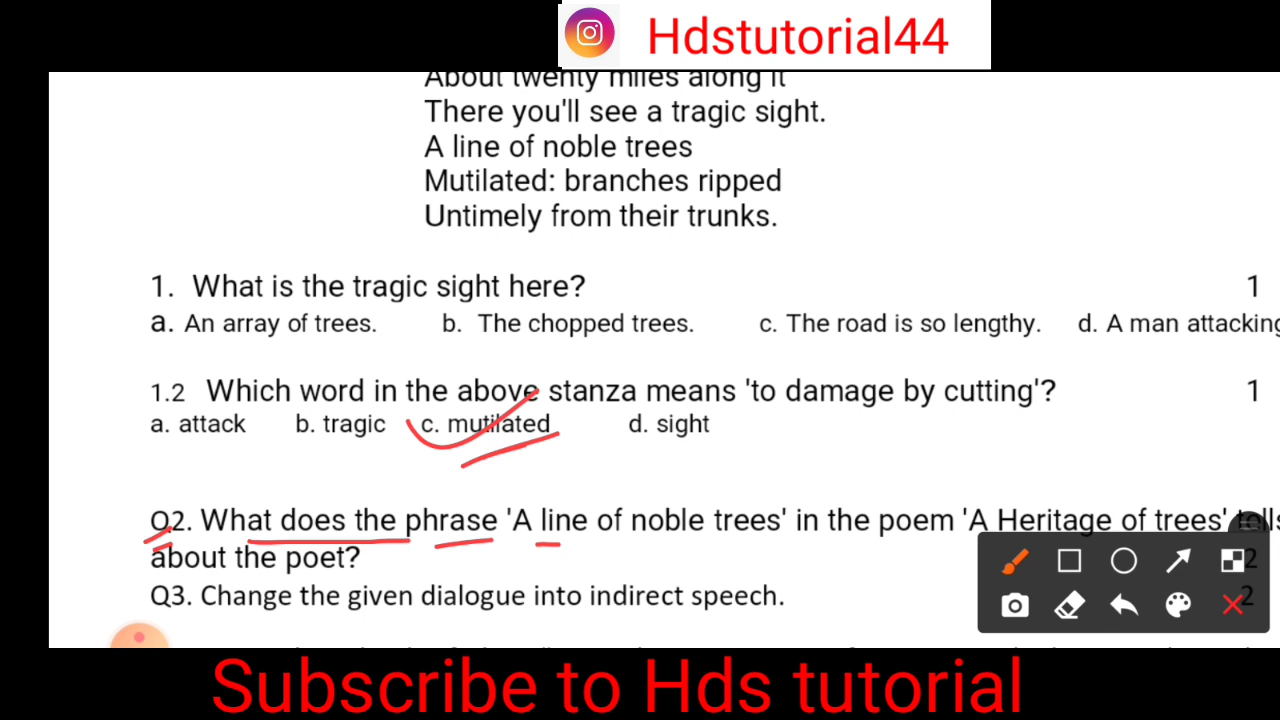 Hdstutorial44
About twenty miles along it
There you'll see a tragic sight.
A line of noble trees
Mutilated: branches ripped
Untimely from their trunks.
1. What is the tragic sight here? 1
a. An array of trees. b. The chopped trees. c. The road is so lengthy. d. A man attacking
1.2 Which word in the above stanza means 'to damage by cutting'? 1
a. attack b. tragic c. mutilated d. sight
Q2. What does the phrase 'A line of noble trees' in the poem 'A Heritage of trees' tells
about the poet? 2
Q3. Change the given dialogue into indirect speech. 2
Subscribe to Hds tutorial